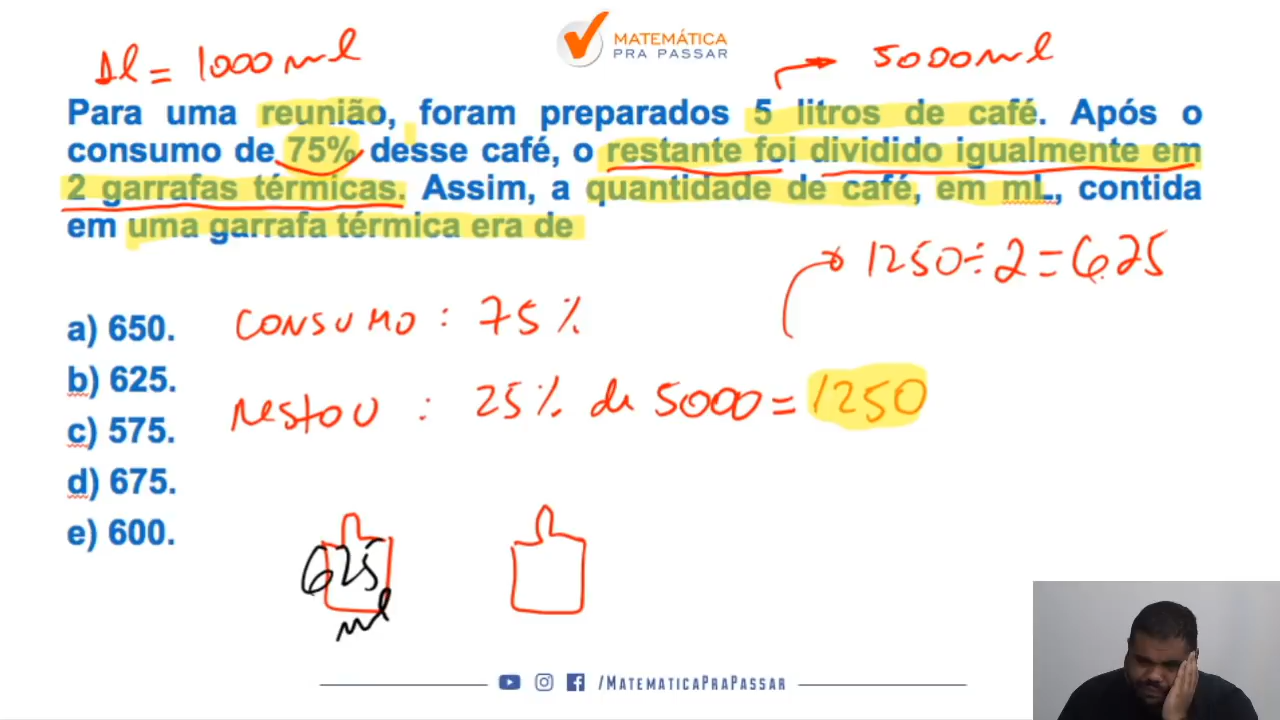 MATEMÁTICA
PRA PASSAR
1l = 1000 ml
5000 ml
Para uma reunião, foram preparados 5 litros de café. Após o
consumo de 75% desse café, o restante foi dividido igualmente em
2 garrafas térmicas. Assim, a quantidade de café, em mL, contida
em uma garrafa térmica era de
1250 ÷ 2 = 625
a) 650.
CONSUMO : 75 %
b) 625.
RESTOU : 25 % de 5000 = 1250
c) 575.
d) 675.
e) 600.
625
ml
/MATEMATICAPRAPASSAR